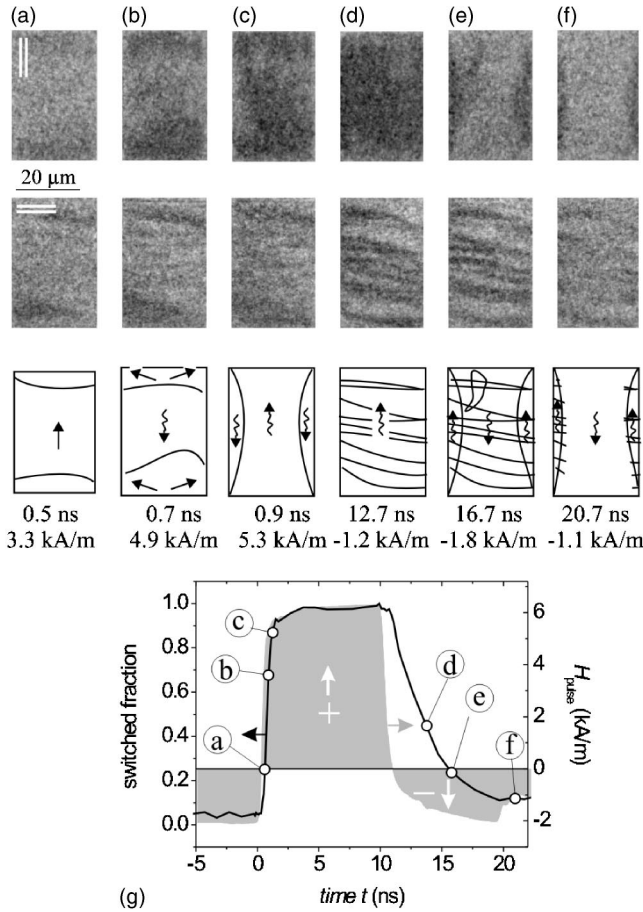 (a) (b) (c) (d) (e) (f)
20 µm
0.5 ns 0.7 ns 0.9 ns 12.7 ns 16.7 ns 20.7 ns
3.3 kA/m 4.9 kA/m 5.3 kA/m -1.2 kA/m -1.8 kA/m -1.1 kA/m
1.0
0.8
0.6
0.4
0.2
0.0
switched fraction
c
b
a
+
−
d
e
f
6
4
2
0
-2
H pulse (kA/m)
-5 0 5 10 15 20
time t (ns)
(g)